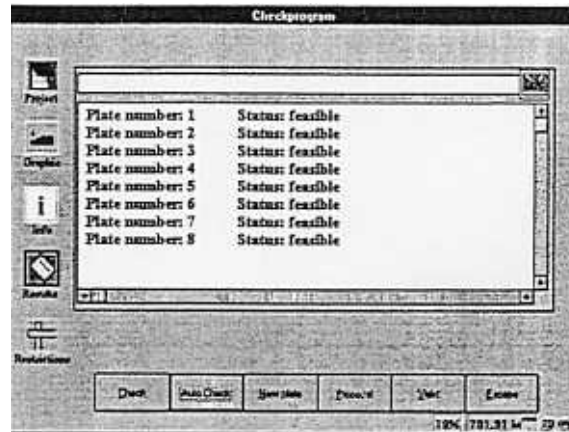 Checkprogram
Project
Graphic
Info
Results
Restrictions
Plate number: 1 Status: feasible
Plate number: 2 Status: feasible
Plate number: 3 Status: feasible
Plate number: 4 Status: feasible
Plate number: 5 Status: feasible
Plate number: 6 Status: feasible
Plate number: 7 Status: feasible
Plate number: 8 Status: feasible
Check Auto Check New plate
19%